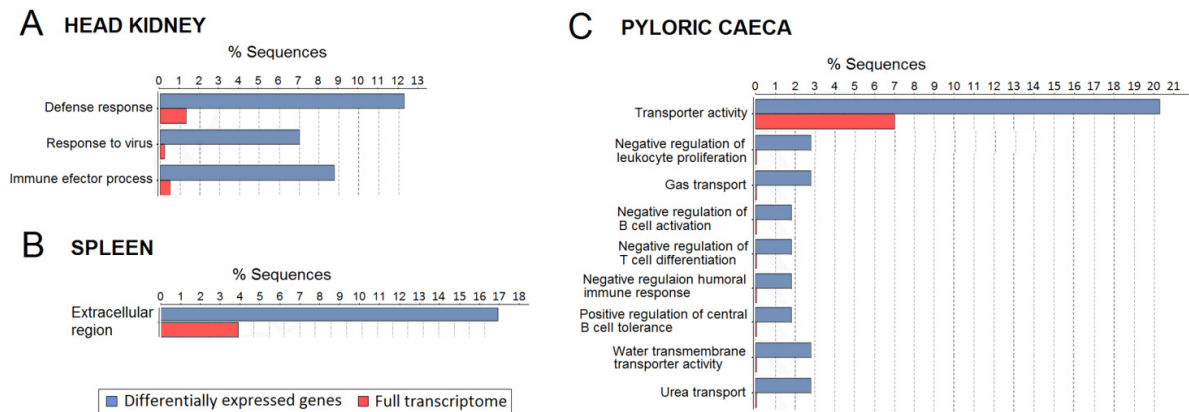 A HEAD KIDNEY
% Sequences
0 1 2 3 4 5 6 7 8 9 10 11 12 13
Defense response
Response to virus
Immune efector process
B SPLEEN
% Sequences
0 1 2 3 4 5 6 7 8 9 10 11 12 13 14 15 16 17 18
Extracellular
region
Differentially expressed genes Full transcriptome
C PYLORIC CAECA
% Sequences
0 1 2 3 4 5 6 7 8 9 10 11 12 13 14 15 16 17 18 19 20 21
Transporter activity
Negative regulation of
leukocyte proliferation
Gas transport
Negative regulation of
B cell activation
Negative regulation of
T cell differentiation
Negative regulaion humoral
immune response
Positive regulation of central
B cell tolerance
Water transmembrane
transporter activity
Urea transport